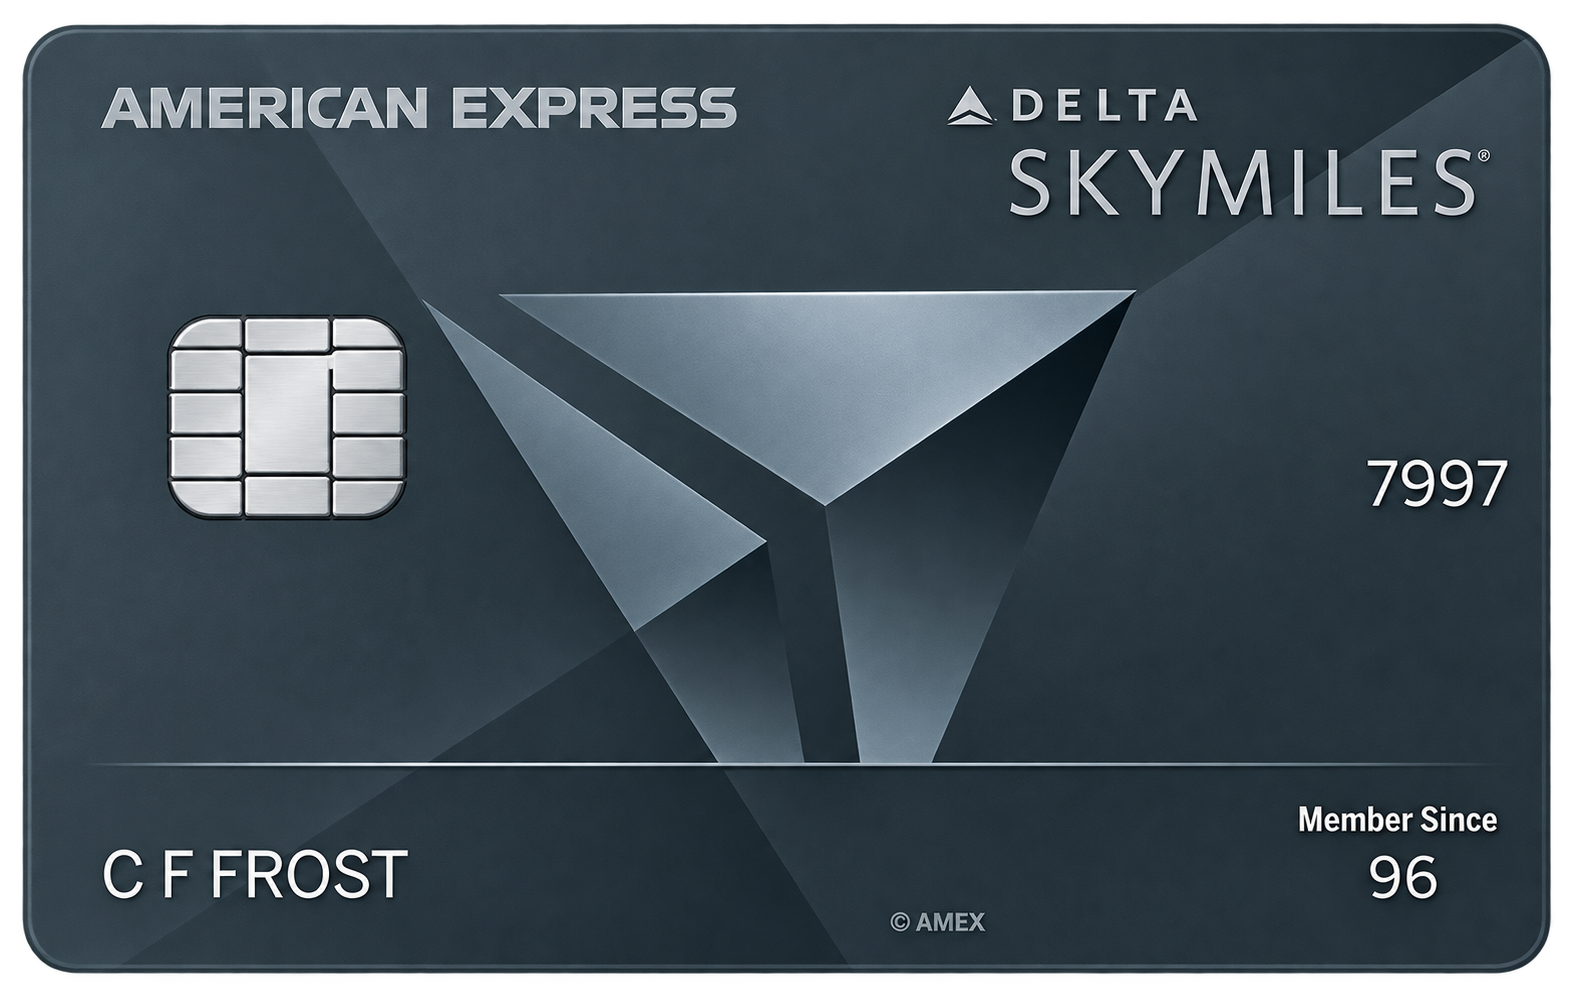 AMERICAN EXPRESS
DELTA
SKYMILES®
7997
Member Since
96
C F FROST
© AMEX